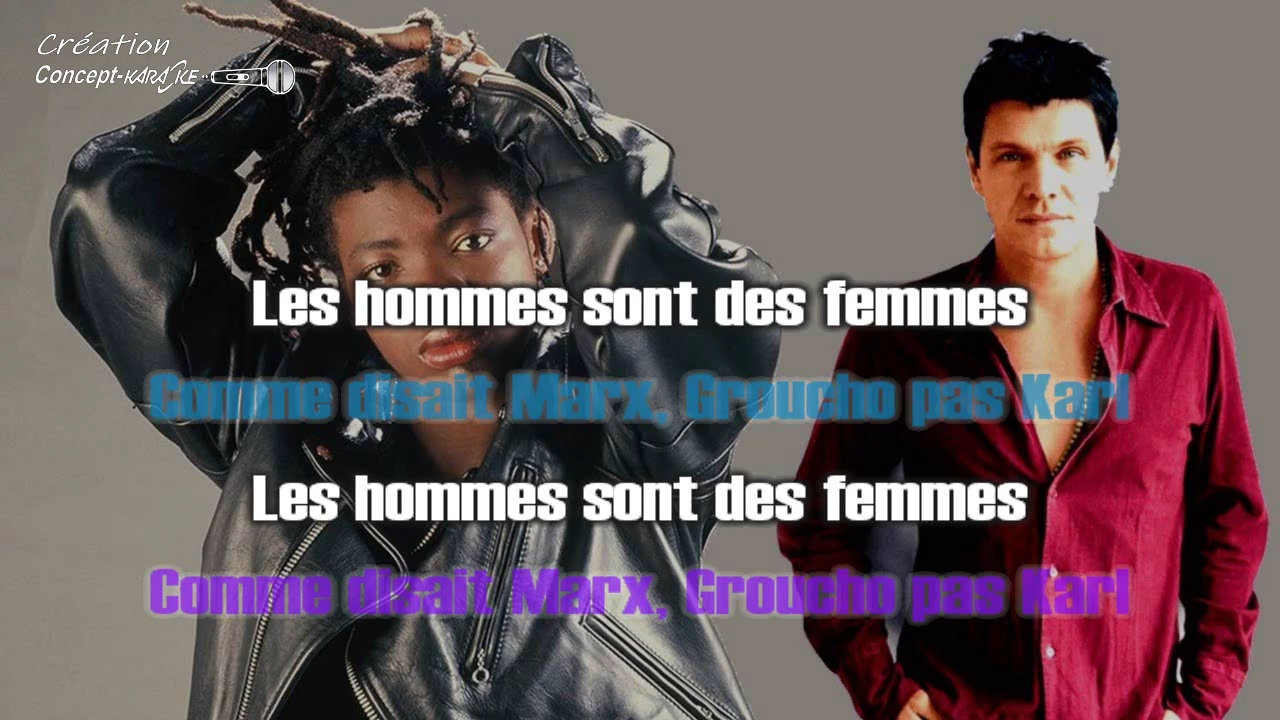 Création
Concept-KARAOKE
Les hommes sont des femmes
Comme disait Marx, Groucho pas Karl
Les hommes sont des femmes
Comme disait Marx, Groucho pas Karl